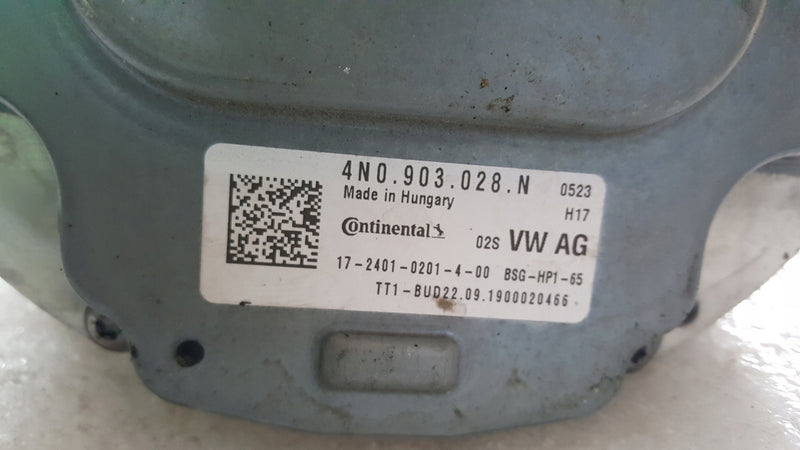 4N0.903.028.N 0523
Made in Hungary H17
Continental 02S VW AG
17-2401-0201-4-00 BSG-HP1-65
TT1-BUD22.09.1900020466